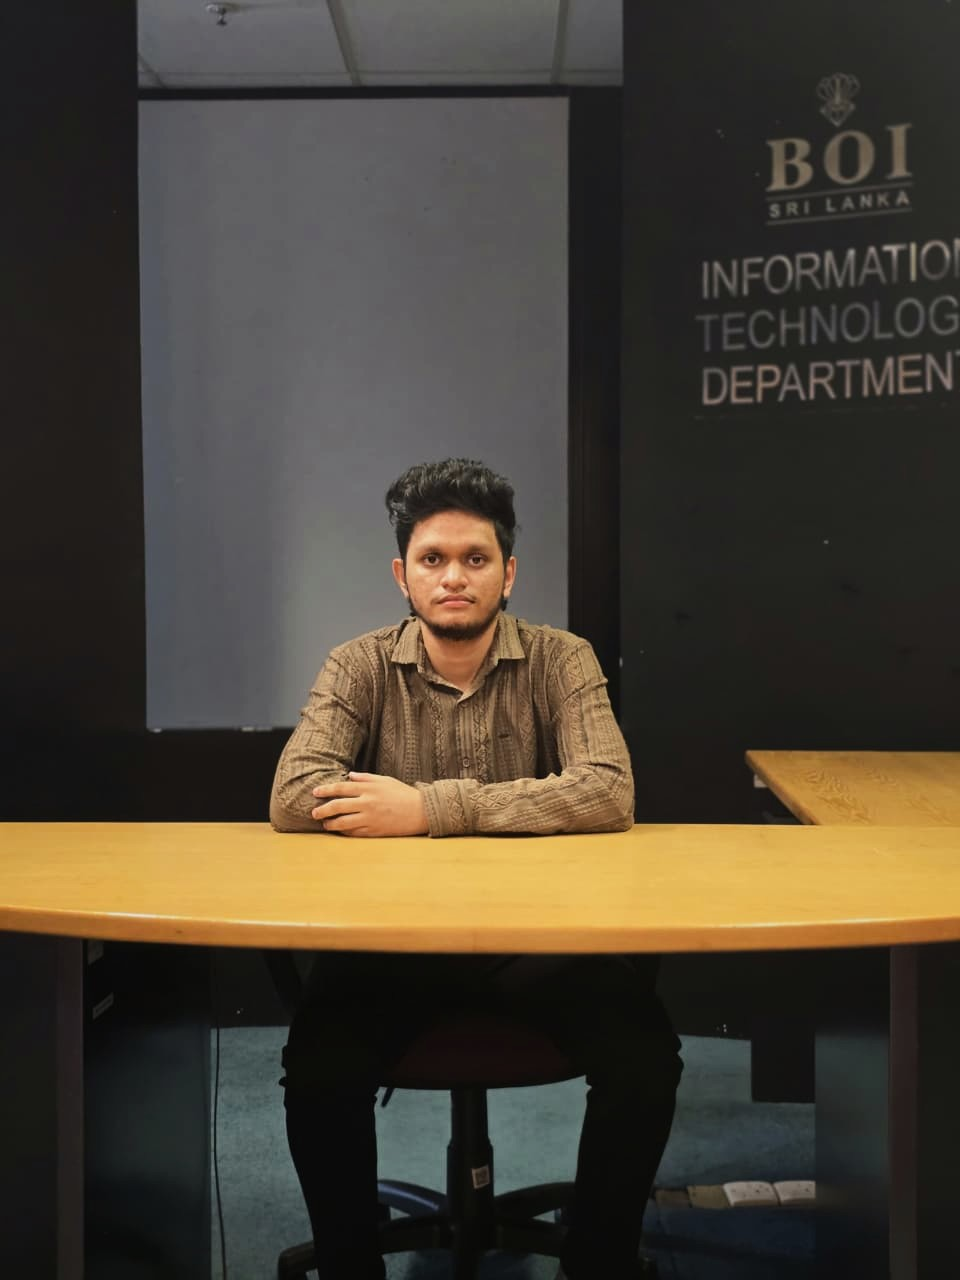 BOI
SRI LANKA
INFORMATION
TECHNOLOG
DEPARTMENT